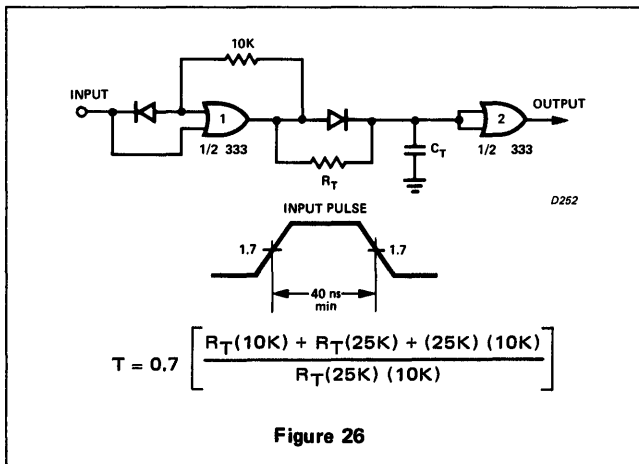 10K
INPUT
1
OUTPUT
2
1/2 333
R_T
C_T
1/2 333
D252
INPUT PULSE
1.7
1.7
40 ns
min
T = 0.7 [ R_T(10K) + R_T(25K) + (25K) (10K) / R_T(25K) (10K) ]
Figure 26